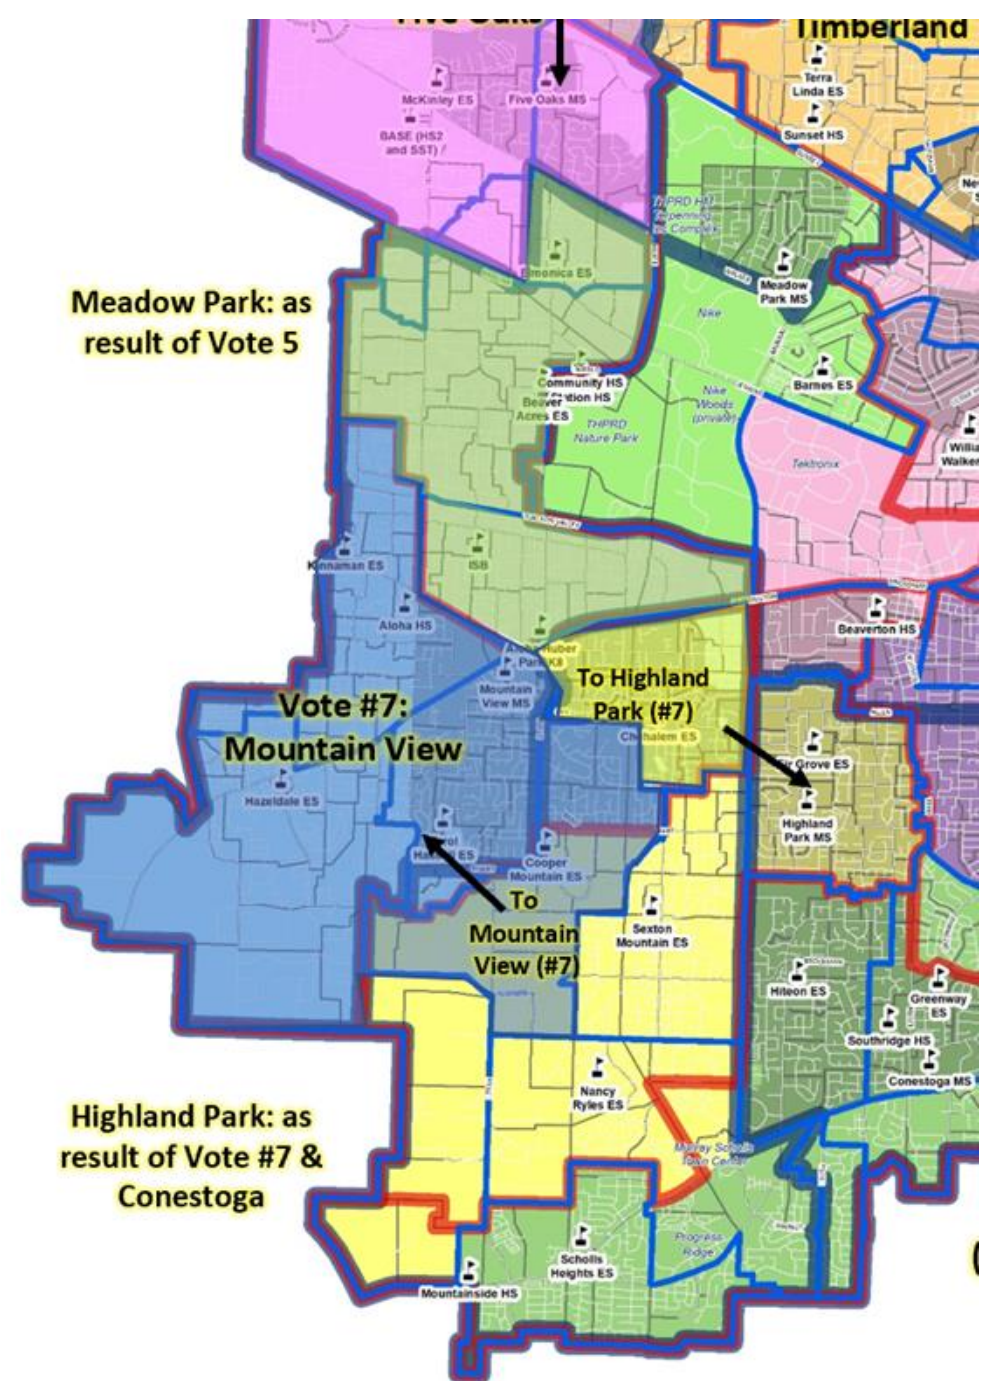 Five Oaks
Timberland
McKinley ES
Five Oaks MS
Terra
Linda ES
BASE (HS2
and SST)
Sunset HS
THPRD HM
Terpenning
Complex
Elmonica ES
Meadow
Park MS
Meadow Park: as
result of Vote 5
Nike
Community HS
Beaver
Acres ES
Barnes ES
Nike
Woods
(private)
THPRD
Nature Park
Tektronix
Kinnaman ES
ISB
Aloha HS
Beaverton HS
Mountain
View MS
To Highland
Park (#7)
Vote #7:
Mountain View
Highland
Park MS
Hazeldale ES
Cooper
Mountain ES
To
Mountain
View (#7)
Sexton
Mountain ES
Hiteon ES
Greenway
ES
Southridge HS
Conestoga MS
Nancy
Ryles ES
Highland Park: as
result of Vote #7 &
Conestoga
Murray Scholls
Town Center
Progress
Ridge
Scholls
Heights ES
Mountainside HS